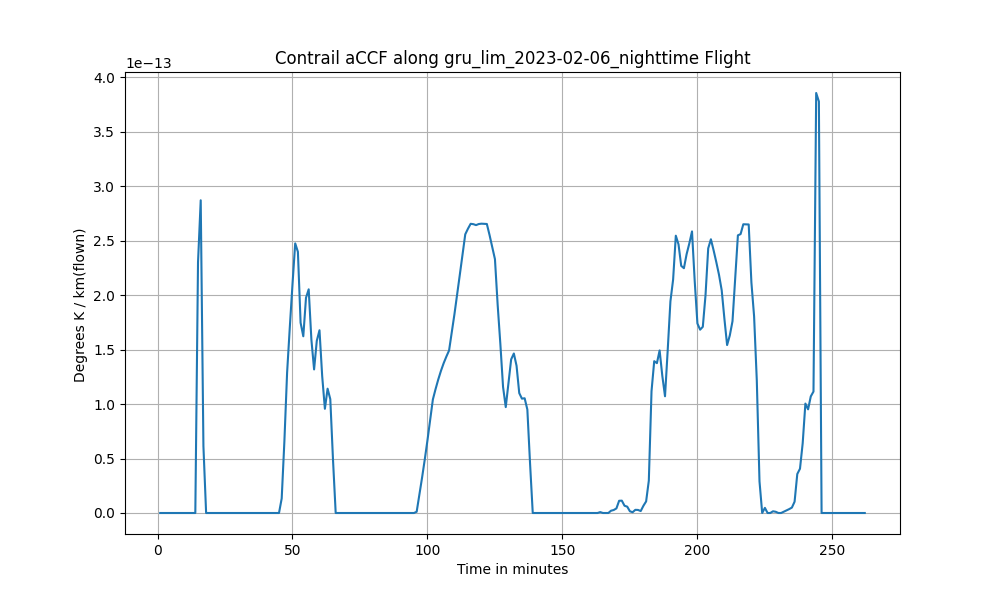 Contrail aCCF along gru_lim_2023-02-06_nighttime Flight
1e−13
4.0
3.5
3.0
2.5
2.0
1.5
1.0
0.5
0.0
Degrees K / km(flown)
0 50 100 150 200 250
Time in minutes